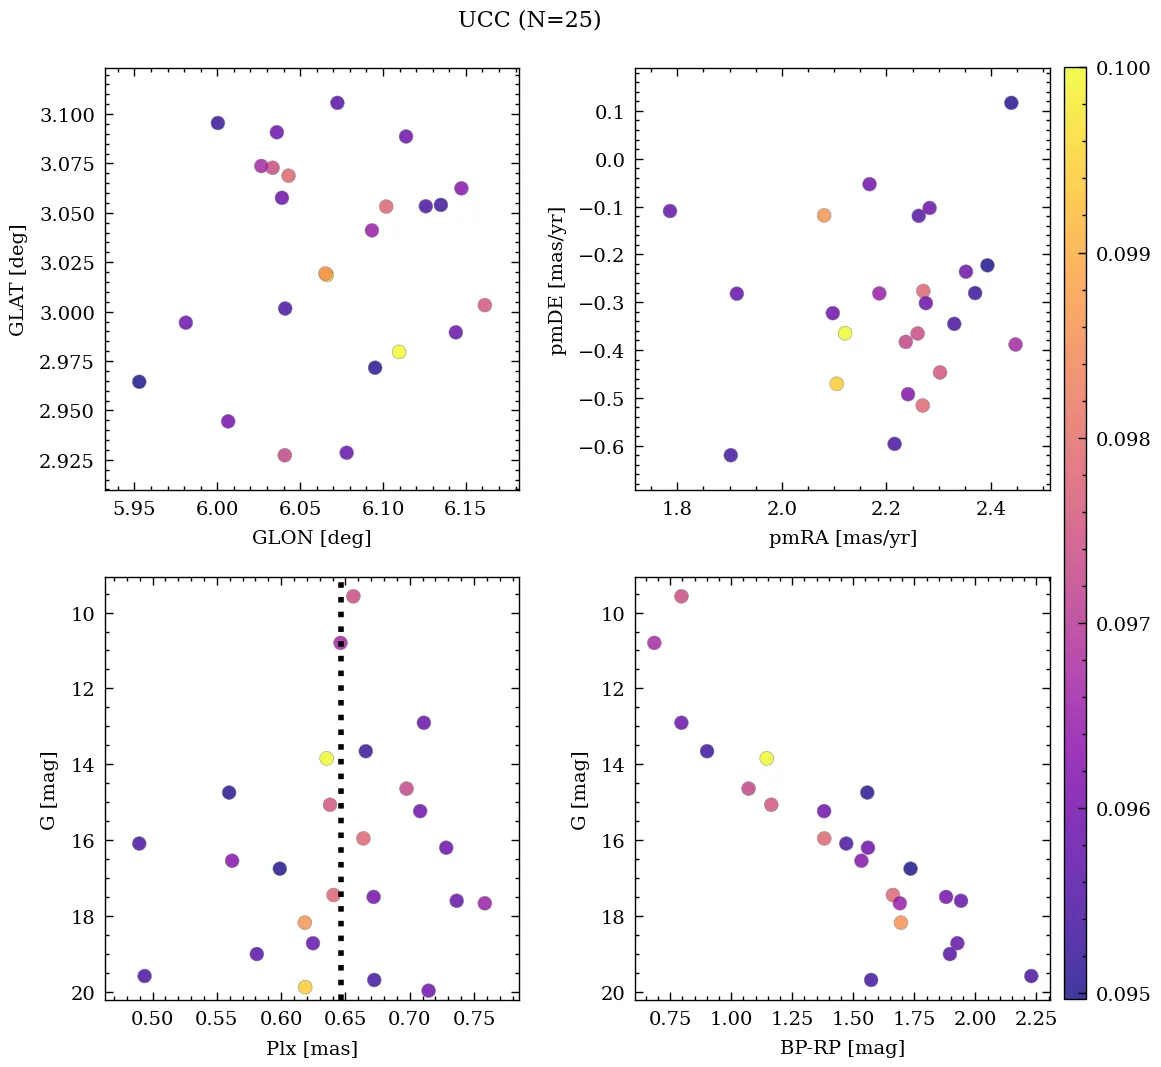 UCC (N=25)
3.100
3.075
3.050
3.025
3.000
2.975
2.950
2.925
GLAT [deg]
5.95 6.00 6.05 6.10 6.15
GLON [deg]
0.1
0.0
−0.1
−0.2
−0.3
−0.4
−0.5
−0.6
pmDE [mas/yr]
1.8 2.0 2.2 2.4
pmRA [mas/yr]
10
12
14
16
18
20
G [mag]
0.50 0.55 0.60 0.65 0.70 0.75
Plx [mas]
10
12
14
16
18
20
G [mag]
0.75 1.00 1.25 1.50 1.75 2.00 2.25
BP-RP [mag]
0.100
0.099
0.098
0.097
0.096
0.095